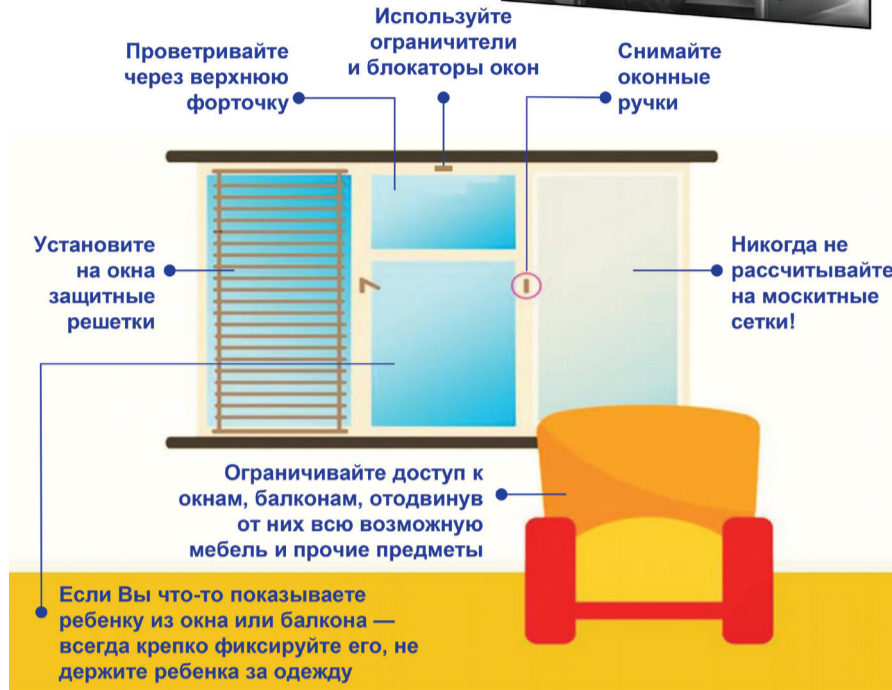 Используйте
ограничители
и блокаторы окон
Проветривайте
через верхнюю
форточку
Снимайте
оконные
ручки
Установите
на окна
защитные
решетки
Никогда не
рассчитывайте
на москитные
сетки!
Ограничивайте доступ к
окнам, балконам, отодвинув
от них всю возможную
мебель и прочие предметы
Если Вы что-то показываете
ребенку из окна или балкона —
всегда крепко фиксируйте его, не
держите ребенка за одежду